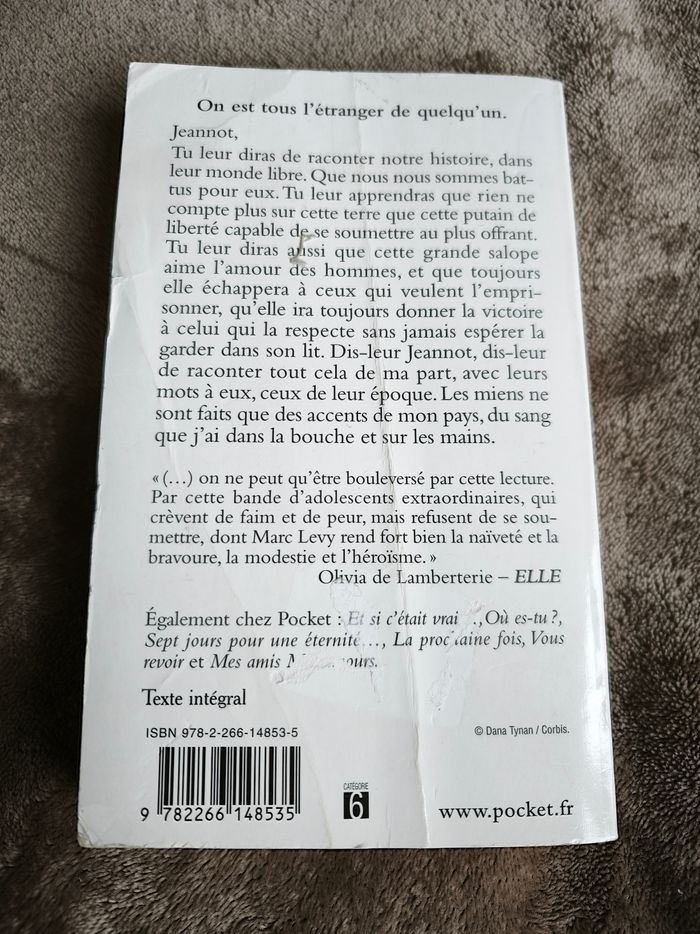 On est tous l'étranger de quelqu'un.
Jeannot,
Tu leur diras de raconter notre histoire, dans
leur monde libre. Que nous nous sommes bat-
tus pour eux. Tu leur apprendras que rien ne
compte plus sur cette terre que cette putain de
liberté capable de se soumettre au plus offrant.
Tu leur diras aussi que cette grande salope
aime l'amour des hommes, et que toujours
elle échappera à ceux qui veulent l'empri-
sonner, qu'elle ira toujours donner la victoire
à celui qui la respecte sans jamais espérer la
garder dans son lit. Dis-leur Jeannot, dis-leur
de raconter tout cela de ma part, avec leurs
mots à eux, ceux de leur époque. Les miens ne
sont faits que des accents de mon pays, du sang
que j'ai dans la bouche et sur les mains.
« (...) on ne peut qu'être bouleversé par cette lecture.
Par cette bande d'adolescents extraordinaires, qui
crèvent de faim et de peur, mais refusent de se sou-
mettre, dont Marc Levy rend fort bien la naïveté et la
bravoure, la modestie et l'héroïsme. »
Olivia de Lamberterie – ELLE
Également chez Pocket : Et si c'était vrai..., Où es-tu ?,
Sept jours pour une éternité..., La prochaine fois, Vous
revoir et Mes amis
Texte intégral
ISBN 978-2-266-14853-5
© Dana Tynan / Corbis.
9 782266 148535
CATÉGORIE
6
www.pocket.fr